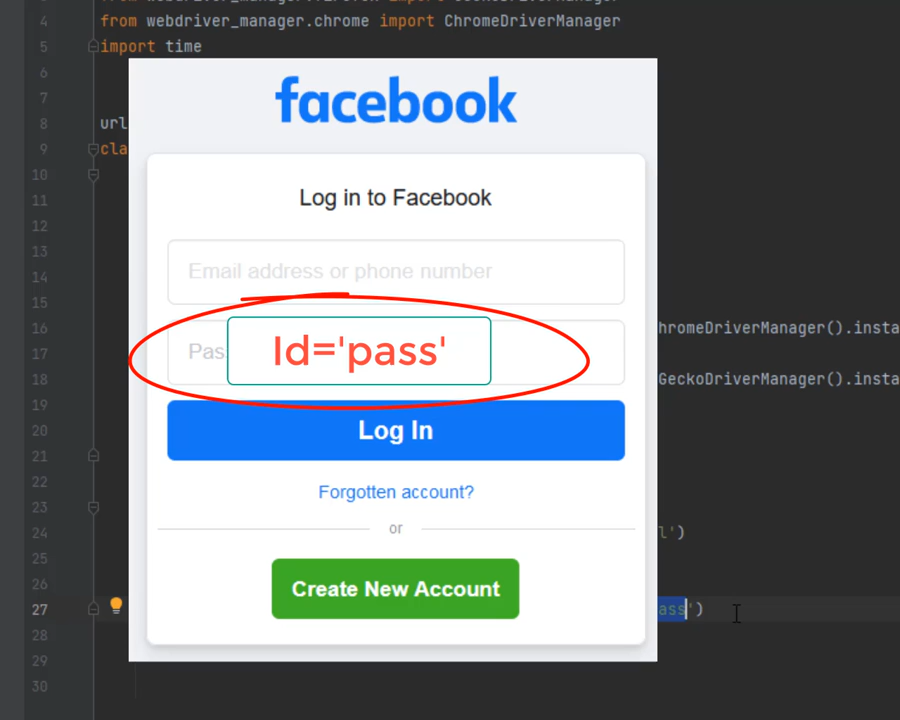 4 from webdriver_manager.chrome import ChromeDriverManager
5 import time
6
7
8 url
9 cla
10
11
12
13
14
15
16 hromeDriverManager().insta
17
18 GeckoDriverManager().insta
19
20
21
22
23
24 l')
25
26
27 ass')
28
29
30
facebook
Log in to Facebook
Email address or phone number
Pas
Id='pass'
Log In
Forgotten account?
or
Create New Account